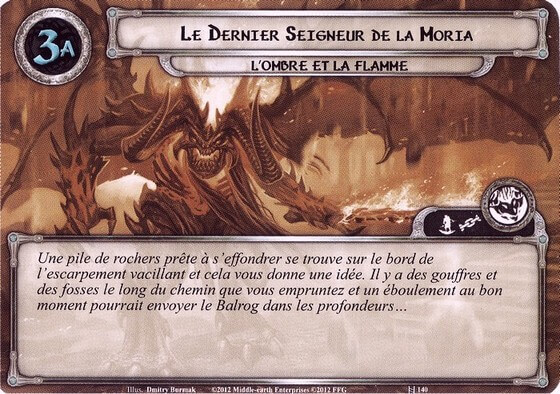 3A
LE DERNIER SEIGNEUR DE LA MORIA
L'OMBRE ET LA FLAMME
Une pile de rochers prête à s'effondrer se trouve sur le bord de
l'escarpement vacillant et cela vous donne une idée. Il y a des gouffres et
des fosses le long du chemin que vous empruntez et un éboulement au bon
moment pourrait envoyer le Balrog dans les profondeurs…
Illus. Dmitry Burmak ©2012 Middle-earth Enterprises ©2012 FFG 140